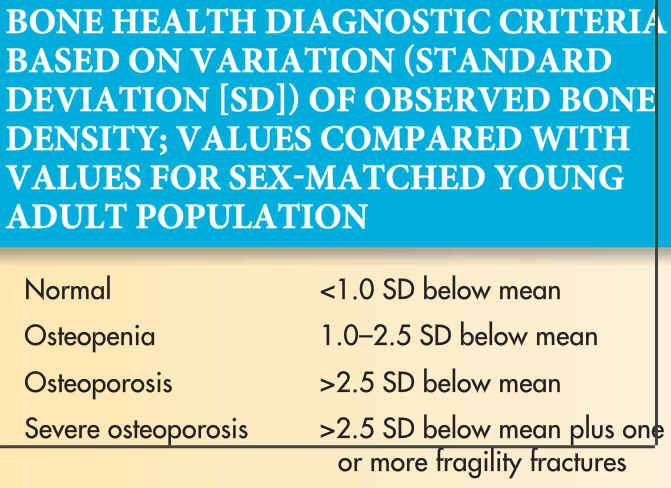 BONE HEALTH DIAGNOSTIC CRITERIA
BASED ON VARIATION (STANDARD
DEVIATION [SD]) OF OBSERVED BONE
DENSITY; VALUES COMPARED WITH
VALUES FOR SEX-MATCHED YOUNG
ADULT POPULATION
Normal <1.0 SD below mean
Osteopenia 1.0–2.5 SD below mean
Osteoporosis >2.5 SD below mean
Severe osteoporosis >2.5 SD below mean plus one
or more fragility fractures